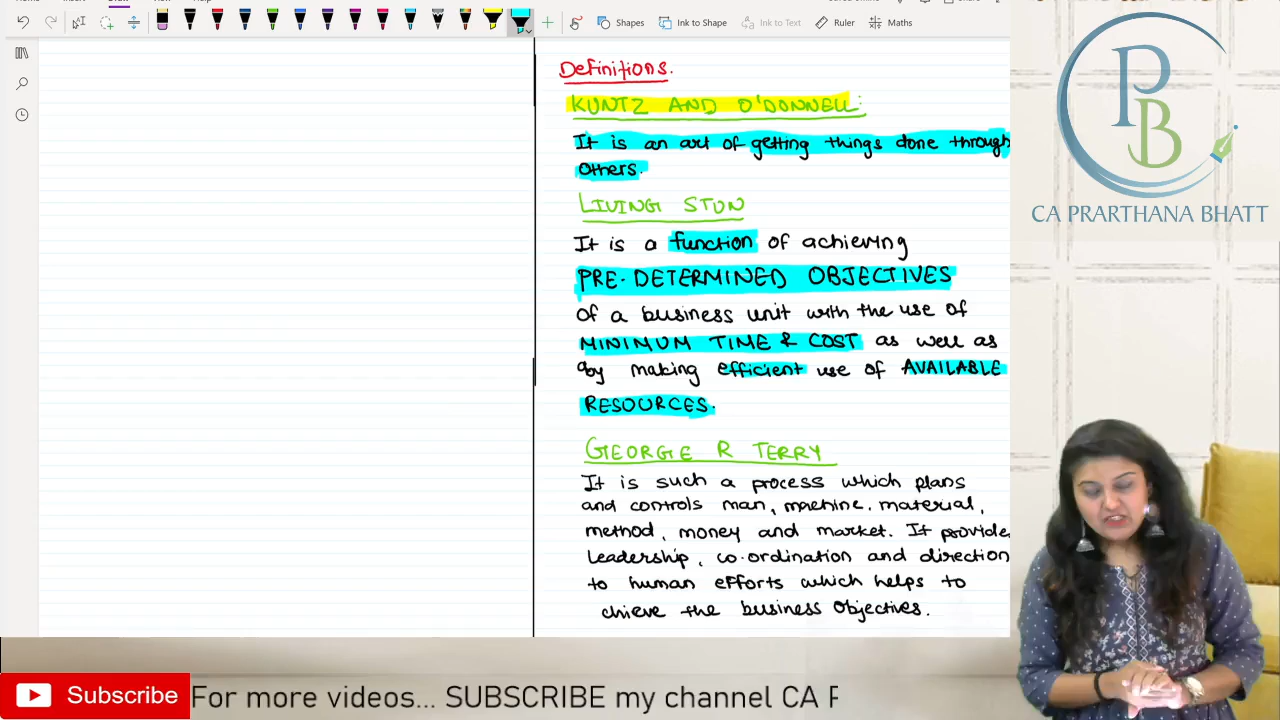 Draw
Shapes
Ink to Shape
Ink to Text
Ruler
Maths
Definitions.
KUNTZ AND O'DONNELL:
It is an art of getting things done through
others.
LIVING STON
It is a function of achieving
PRE-DETERMINED OBJECTIVES
of a business unit with the use of
MINIMUM TIME & COST as well as
by making efficient use of AVAILABLE
RESOURCES.
GEORGE R TERRY
It is such a process which plans
and controls man, machine, material,
method, money and market. It provide
leadership, co-ordination and direction
to human efforts which helps to
chieve the business objectives.
PB
CA PRARTHANA BHATT
Subscribe
For more videos... SUBSCRIBE my channel CA P